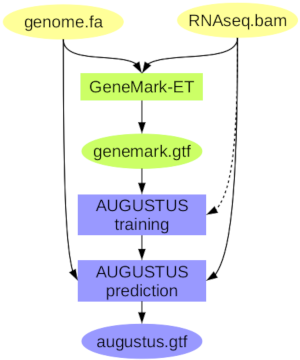 genome.fa
RNAseq.bam
GeneMark-ET
genemark.gtf
AUGUSTUS
training
AUGUSTUS
prediction
augustus.gtf